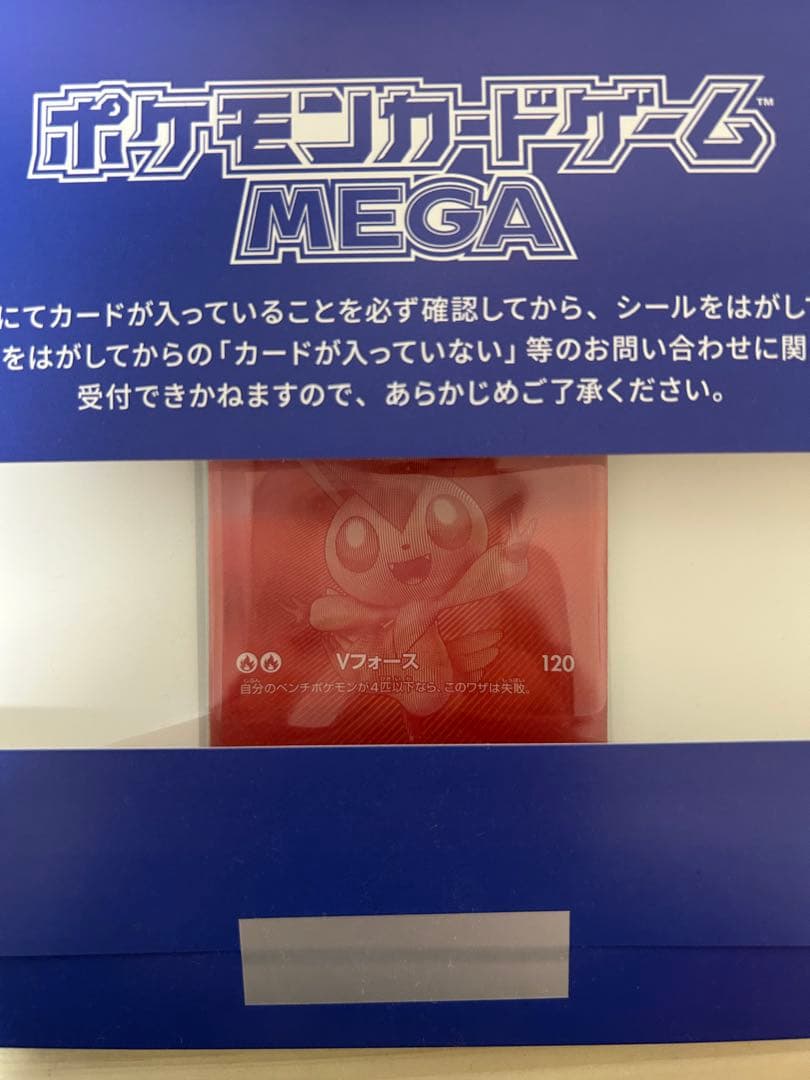 ポケモンカードゲーム™
MEGA
にてカードが入っていることを必ず確認してから、シールをはがして
をはがしてからの「カードが入っていない」等のお問い合わせに関
受付できかねますので、あらかじめご了承ください。
Vフォース 120
自分のベンチポケモンが4匹以下なら、このワザは失敗。